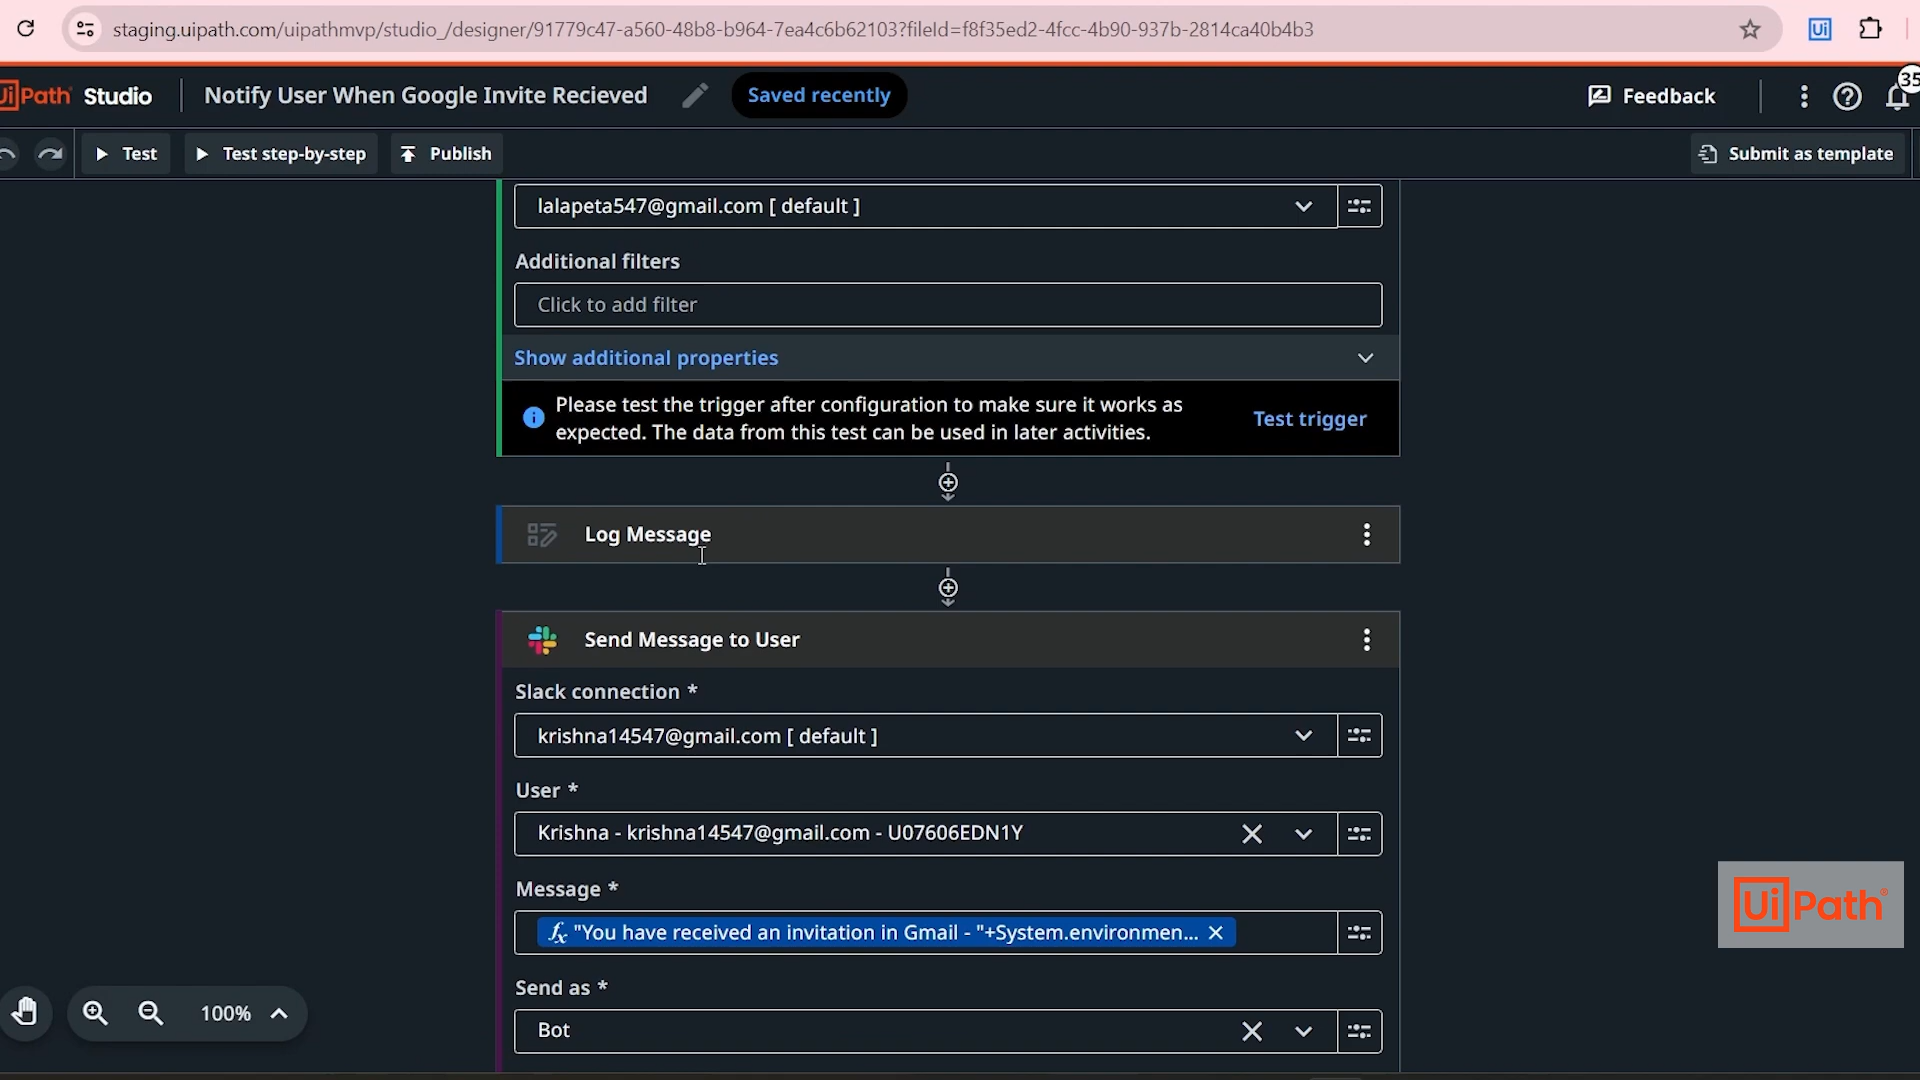 staging.uipath.com/uipathmvp/studio_/designer/91779c47-a560-48b8-b964-7ea4c6b62103?fileId=f8f35ed2-4fcc-4b90-937b-2814ca40b4b3
Ui
UiPath Studio
Notify User When Google Invite Recieved
Saved recently
Feedback
35
Test
Test step-by-step
Publish
Submit as template
lalapeta547@gmail.com [ default ]
Additional filters
Click to add filter
Show additional properties
Please test the trigger after configuration to make sure it works as
expected. The data from this test can be used in later activities.
Test trigger
Log Message
Send Message to User
Slack connection *
krishna14547@gmail.com [ default ]
User *
Krishna - krishna14547@gmail.com - U07606EDN1Y
Message *
fx "You have received an invitation in Gmail - "+System.environmen...
Send as *
Bot
100%
UiPath®